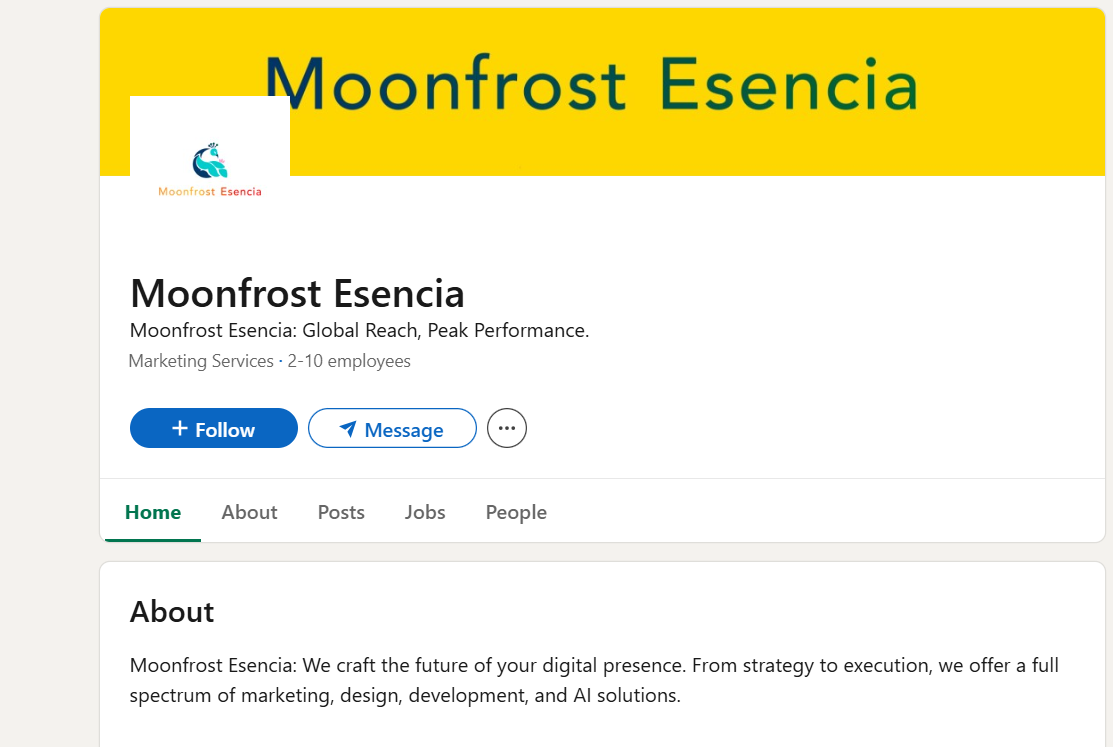 Moonfrost Esencia
Moonfrost Esencia
Moonfrost Esencia
Moonfrost Esencia: Global Reach, Peak Performance.
Marketing Services · 2-10 employees
+ Follow
Message
Home
About
Posts
Jobs
People
About
Moonfrost Esencia: We craft the future of your digital presence. From strategy to execution, we offer a full
spectrum of marketing, design, development, and AI solutions.